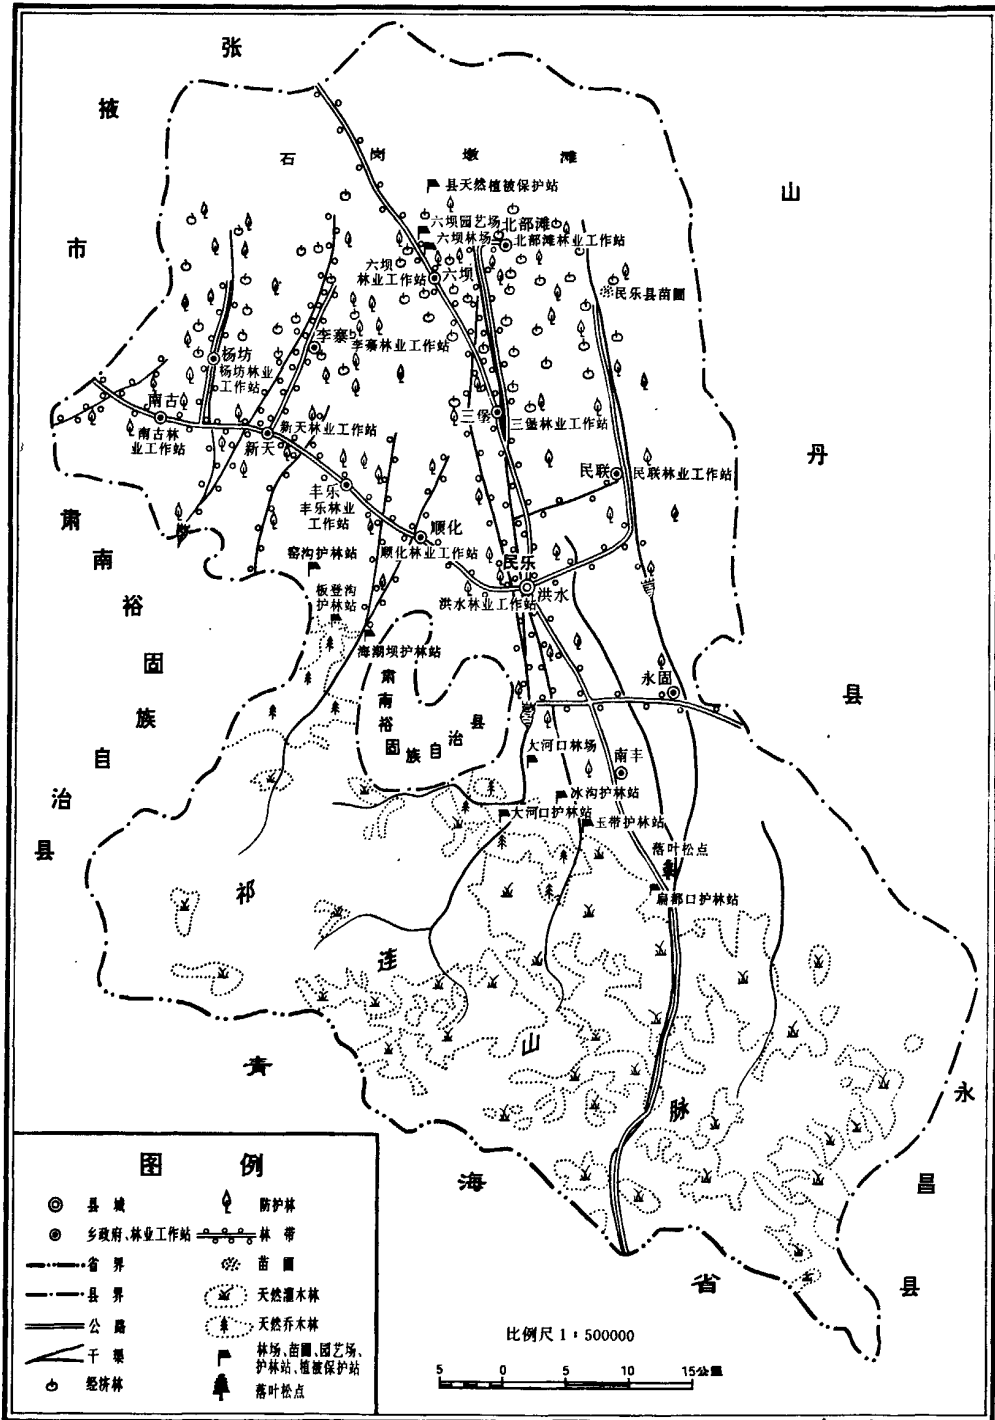 张
掖
市
石岗墩滩
县天然植被保护站
六坝园艺场
北部滩
六坝林场
北部滩林业工作站
六坝
林业工作站
六坝
民乐县苗圃
李寨
李寨林业工作站
杨坊
杨坊林业
工作站
南古
南古林
业工作站
新天林业工作站
新天
三堡
三堡林业工作站
民联
民联林业工作站
丰乐
丰乐林业
工作站
顺化
顺化林业工作站
窑沟护林站
板登沟
护林站
海潮坝护林站
民乐
洪水
洪水林业工作站
永固
肃南裕固族自治县
大河口林场
南丰
冰沟护林站
大河口护林站
玉带护林站
落叶松点
扁都口护林站
山
丹
县
肃
南
裕
固
族
自
治
县
祁
连
山
脉
青
海
省
永
昌
县
图例
县城
防护林
乡政府、林业工作站
林带
省界
苗圃
县界
天然灌木林
公路
天然乔木林
干渠
林场、苗圃、园艺场、
护林站、植被保护站
经济林
落叶松点
比例尺 1：500000
5 0 5 10 15公里